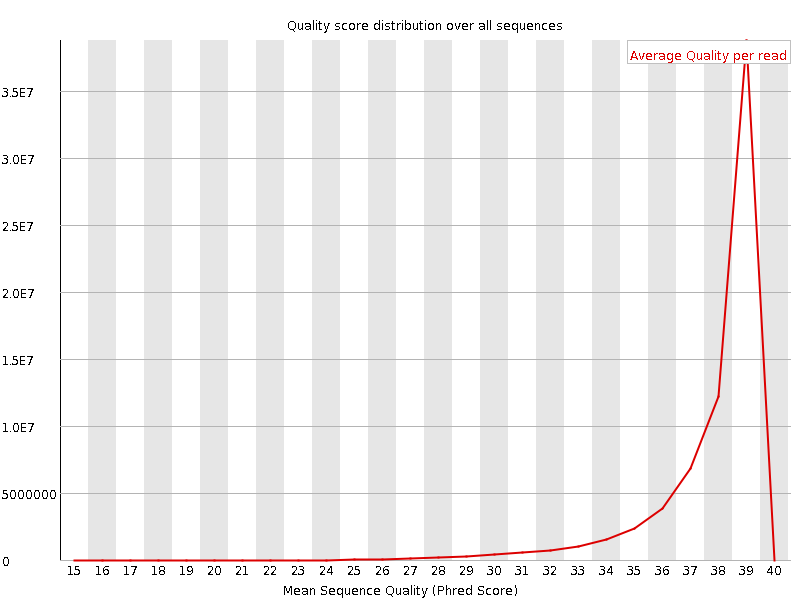 Quality score distribution over all sequences
Average Quality per read
3.5E7
3.0E7
2.5E7
2.0E7
1.5E7
1.0E7
5000000
0
15 16 17 18 19 20 21 22 23 24 25 26 27 28 29 30 31 32 33 34 35 36 37 38 39 40
Mean Sequence Quality (Phred Score)